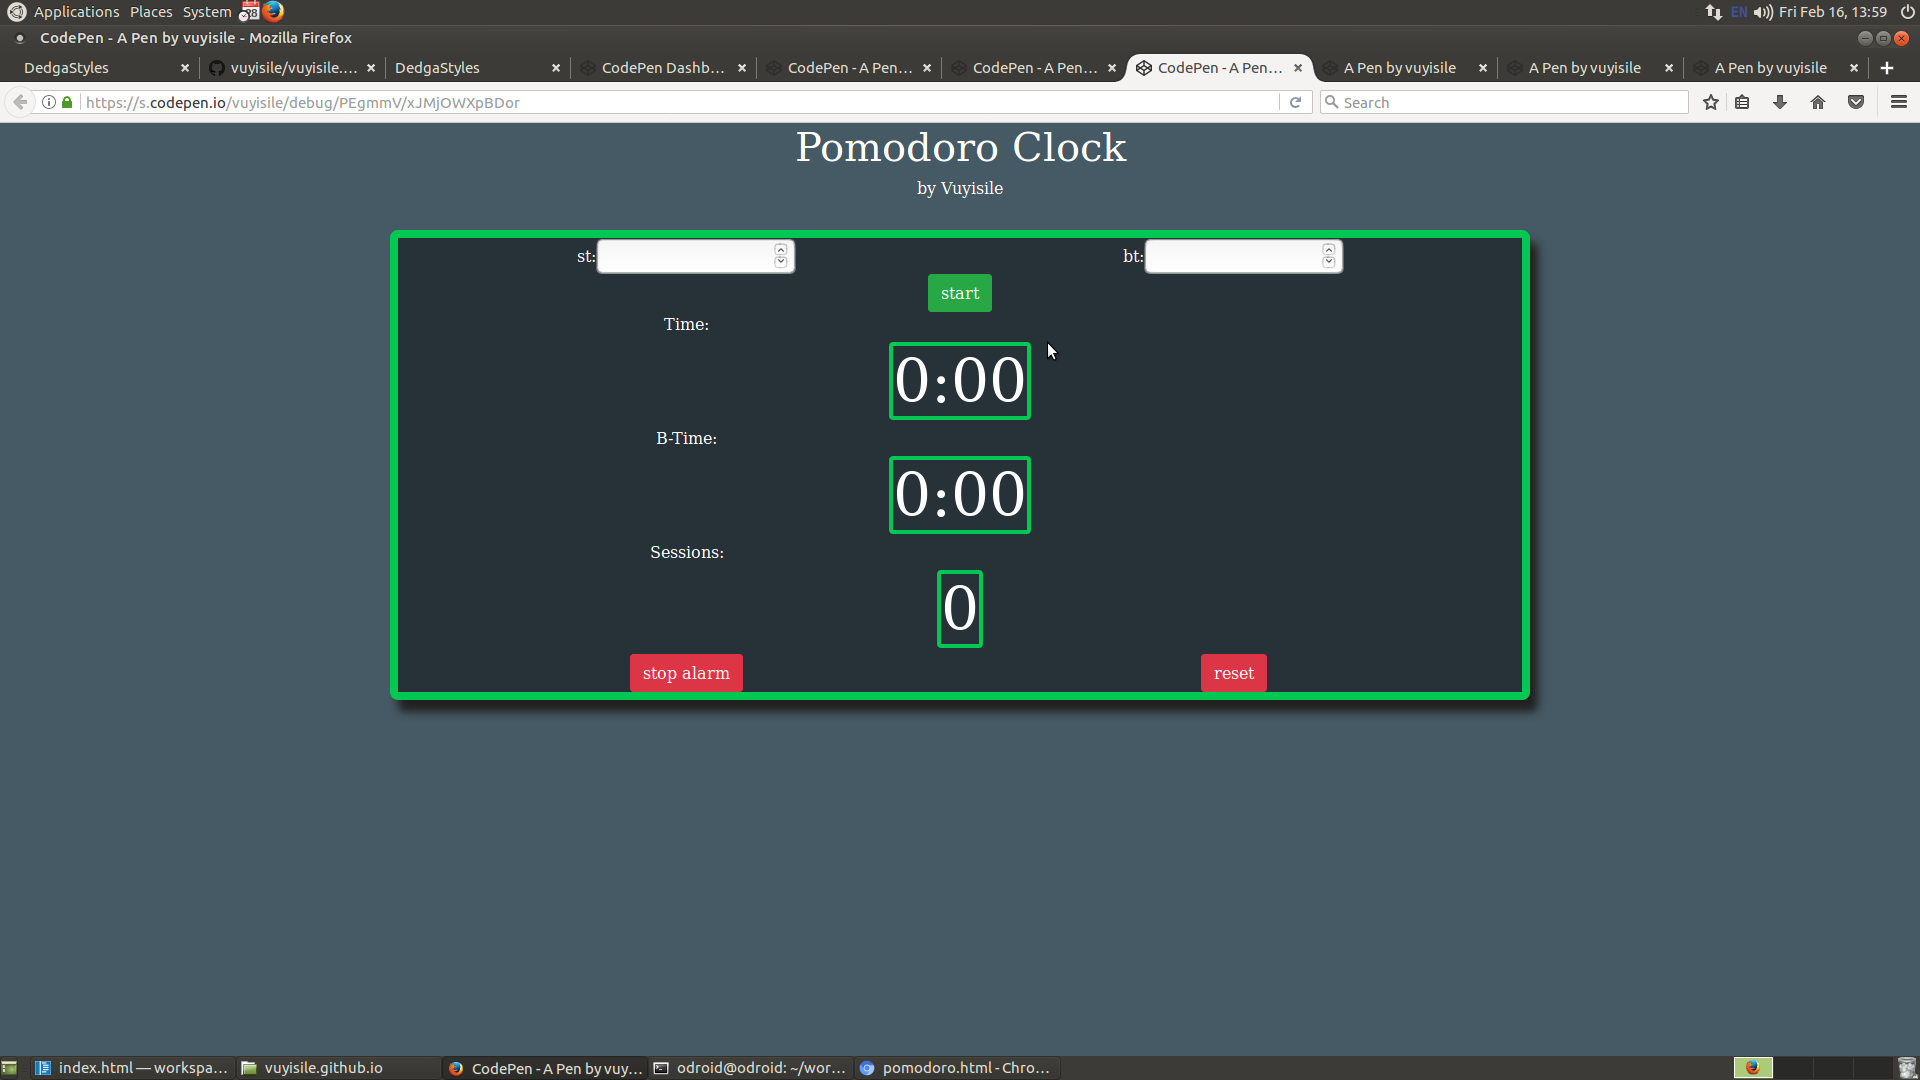 Applications Places System 28 EN Fri Feb 16, 13:59
CodePen - A Pen by vuyisile - Mozilla Firefox
DedgaStyles vuyisile/vuyisile.... DedgaStyles CodePen Dashb... CodePen - A Pen... CodePen - A Pen... CodePen - A Pen... A Pen by vuyisile A Pen by vuyisile A Pen by vuyisile
https://s.codepen.io/vuyisile/debug/PEgmmV/xJMjOWXpBDor Search
Pomodoro Clock
by Vuyisile
st: bt:
start
Time:
0:00
B-Time:
0:00
Sessions:
0
stop alarm reset
index.html — workspa... vuyisile.github.io CodePen - A Pen by vuy... odroid@odroid: ~/wor... pomodoro.html - Chro...